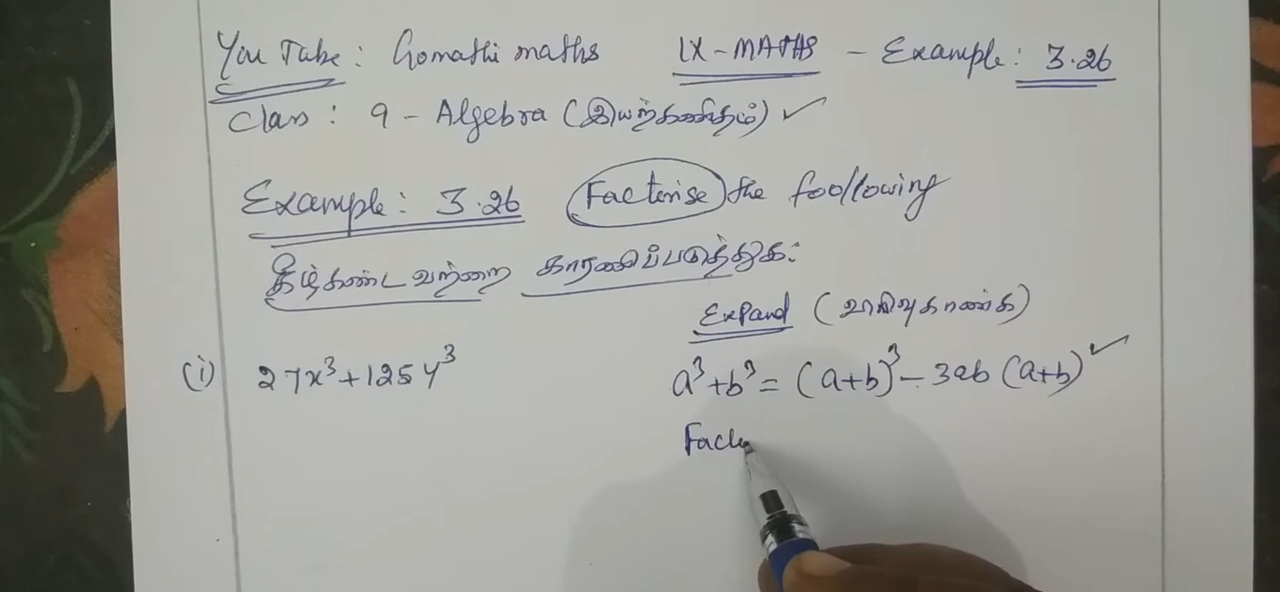 You Tube: Gomathi maths IX-MATHS - Example: 3.26
Class: 9 - Algebra (இயற்கணிதம்) ✓
Example: 3.26 Factorise the foollowing
கீழ்கண்டவற்றை காரணிப்படுத்துக:
Expand (விரிவு காண்க)
(i) 27x³+125y³ a³+b³ = (a+b)³ - 3ab (a+b) ✓
Facto